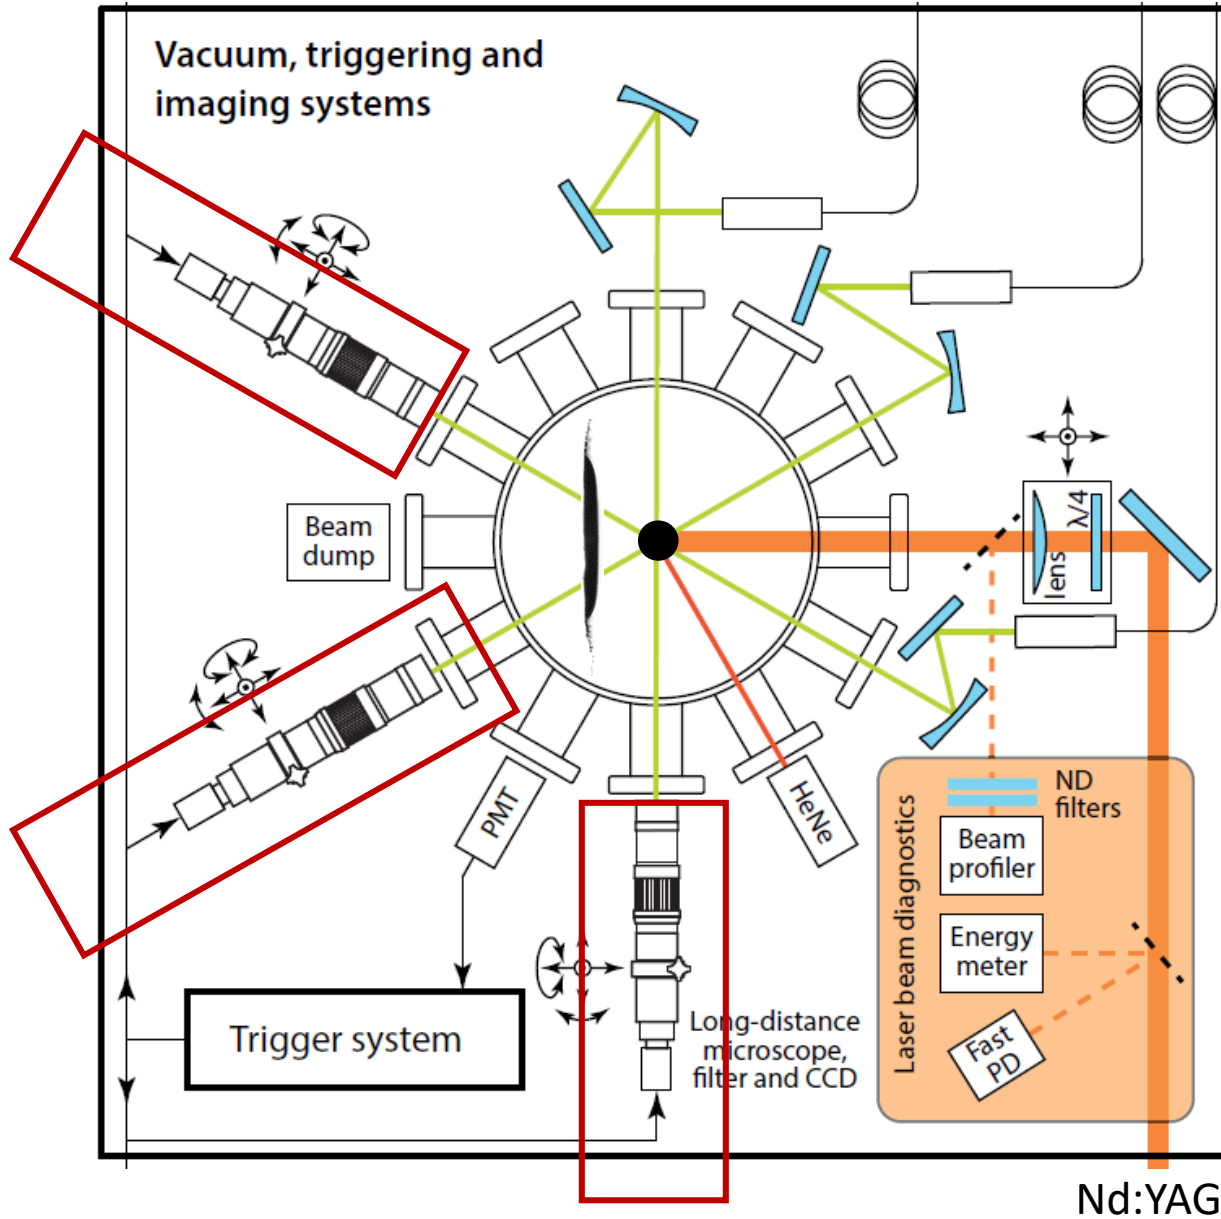 Vacuum, triggering and
imaging systems
Beam
dump
λ/4
lens
PMT
HeNe
ND
filters
Beam
profiler
Laser beam diagnostics
Energy
meter
Fast
PD
Trigger system
Long-distance
microscope,
filter and CCD
Nd:YAG